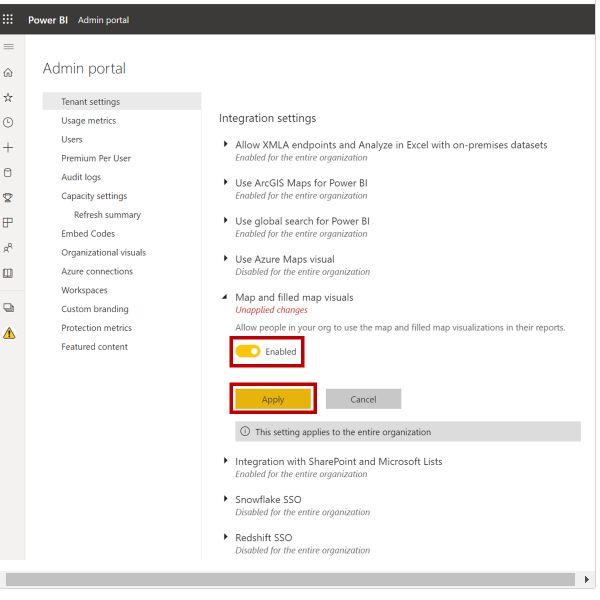 Power BI Admin portal
Admin portal
Tenant settings
Usage metrics
Users
Premium Per User
Audit logs
Capacity settings
Refresh summary
Embed Codes
Organizational visuals
Azure connections
Workspaces
Custom branding
Protection metrics
Featured content
Integration settings
Allow XMLA endpoints and Analyze in Excel with on-premises datasets
Enabled for the entire organization
Use ArcGIS Maps for Power BI
Enabled for the entire organization
Use global search for Power BI
Enabled for the entire organization
Use Azure Maps visual
Disabled for the entire organization
Map and filled map visuals
Unapplied changes
Allow people in your org to use the map and filled map visualizations in their reports.
Enabled
Apply Cancel
This setting applies to the entire organization
Integration with SharePoint and Microsoft Lists
Enabled for the entire organization
Snowflake SSO
Disabled for the entire organization
Redshift SSO
Disabled for the entire organization